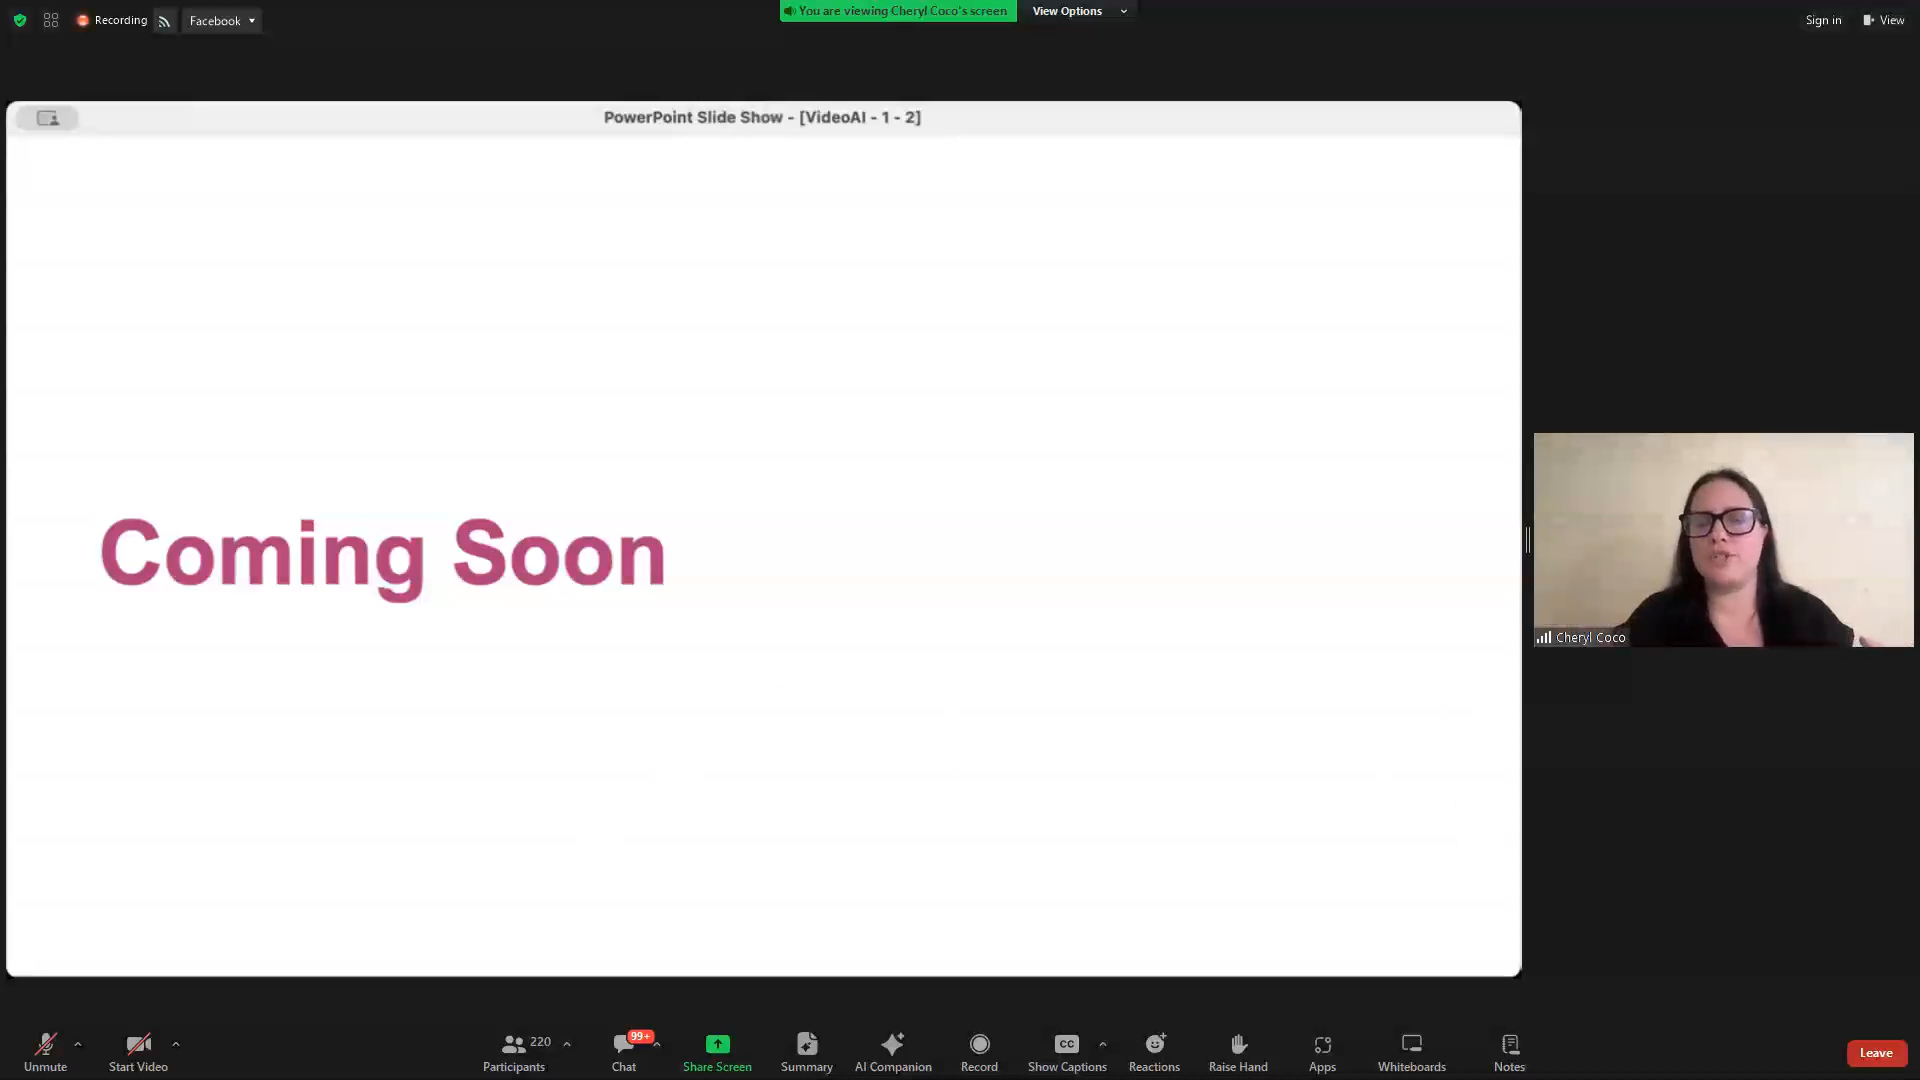 Recording
Facebook
You are viewing Cheryl Coco's screen
View Options
Sign in
View
PowerPoint Slide Show - [VideoAI - 1 - 2]
Coming Soon
Cheryl Coco
Unmute
Start Video
220
Participants
99+
Chat
Share Screen
Summary
AI Companion
Record
CC
Show Captions
Reactions
Raise Hand
Apps
Whiteboards
Notes
Leave